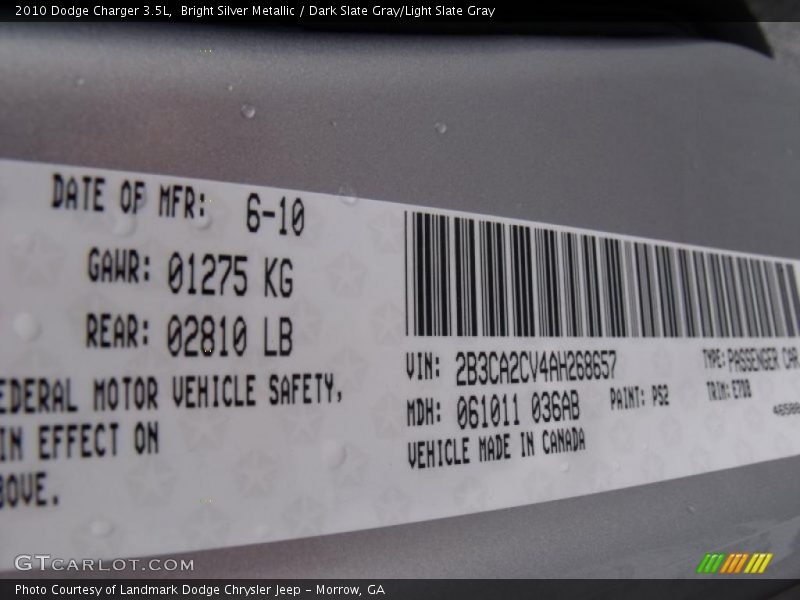 2010 Dodge Charger 3.5L,  Bright Silver Metallic / Dark Slate Gray/Light Slate Gray
DATE OF MFR: 6-10
GAWR: 01275 KG
REAR: 02810 LB
EDERAL MOTOR VEHICLE SAFETY,
IN EFFECT ON
BOVE.
VIN: 2B3CA2CV4AH268657
TYPE: PASSENGER CAR
MDH: 061011 036AB
PAINT: PS2
TRIM: E7DB
VEHICLE MADE IN CANADA
GTCARLOT.COM
Photo Courtesy of Landmark Dodge Chrysler Jeep - Morrow, GA